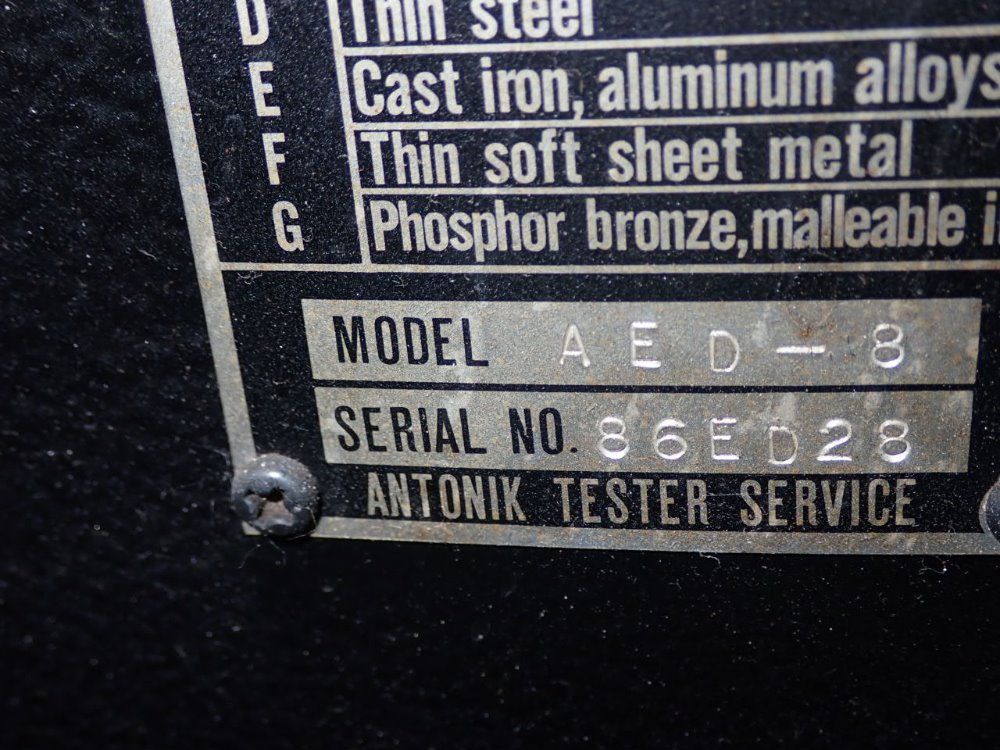 D Thin steel
E Cast iron, aluminum alloys
F Thin soft sheet metal
G Phosphor bronze, malleable
MODEL AED-8
SERIAL NO. 86ED28
ANTONIK TESTER SERVICE